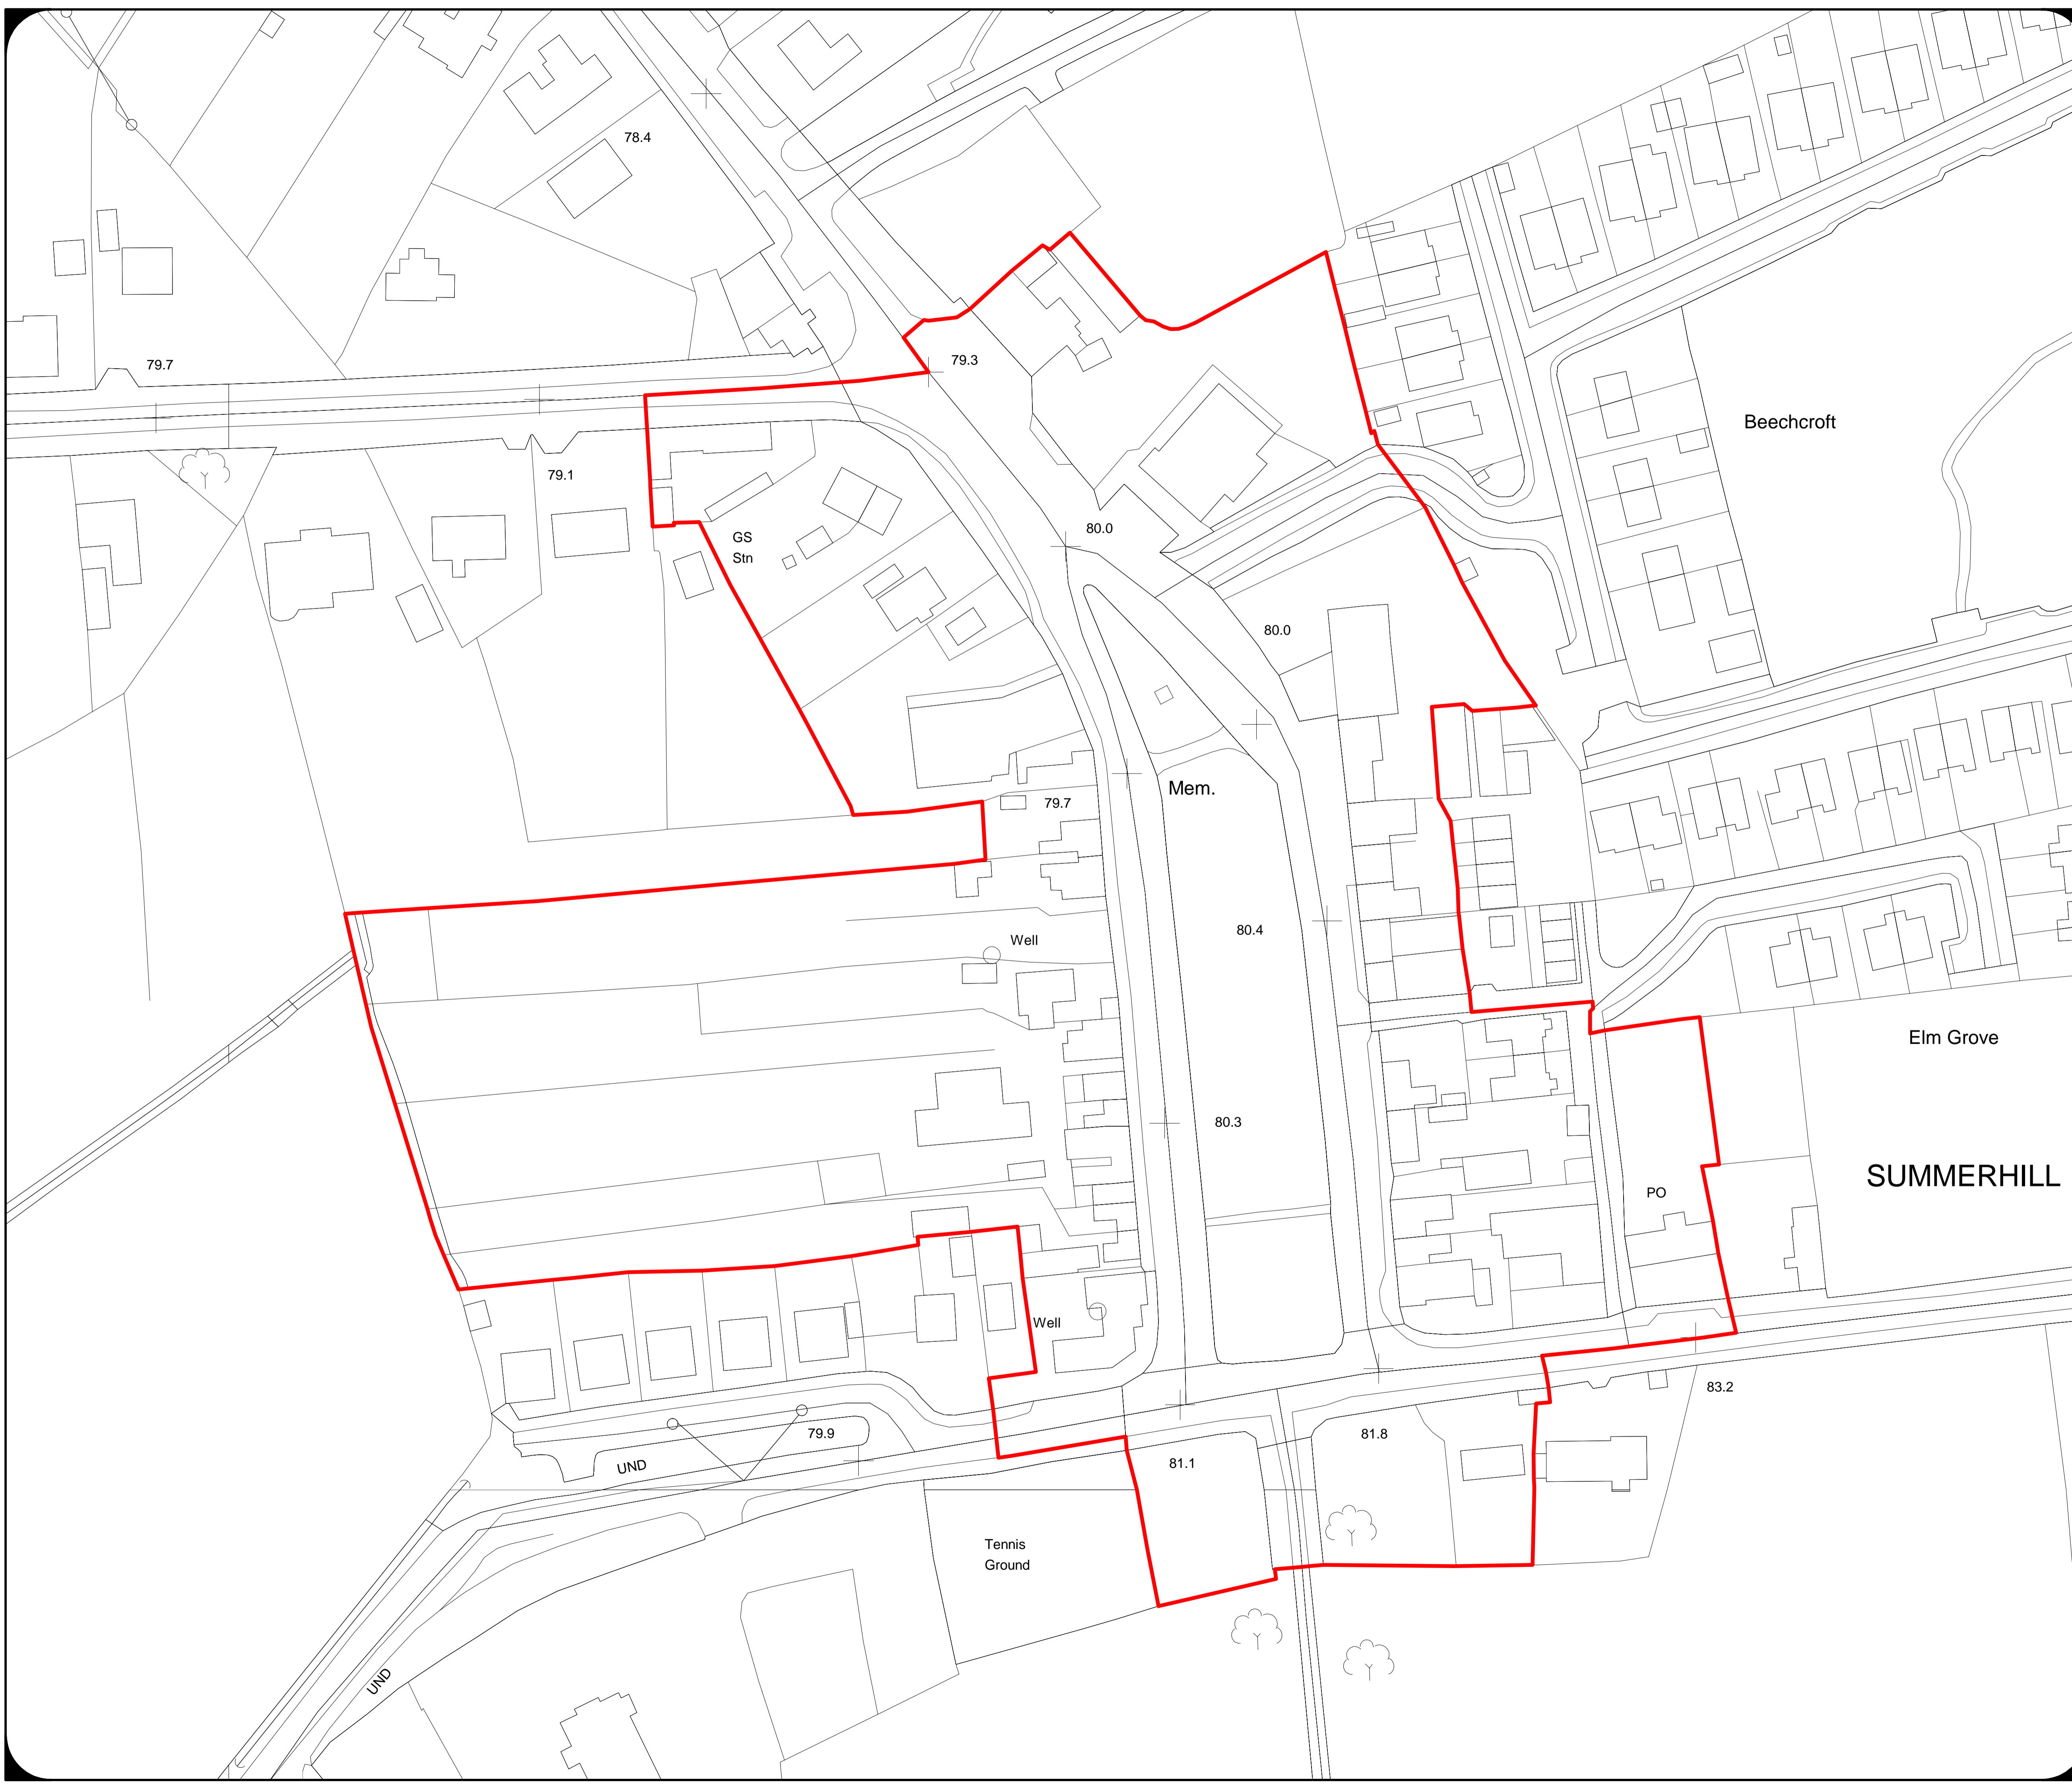 78.4
79.7
79.3
Beechcroft
79.1
80.0
GS
Stn
80.0
Mem.
79.7
80.4
Well
Elm Grove
80.3
SUMMERHILL
PO
Well
83.2
79.9
81.8
81.1
UND
Tennis
Ground
UND